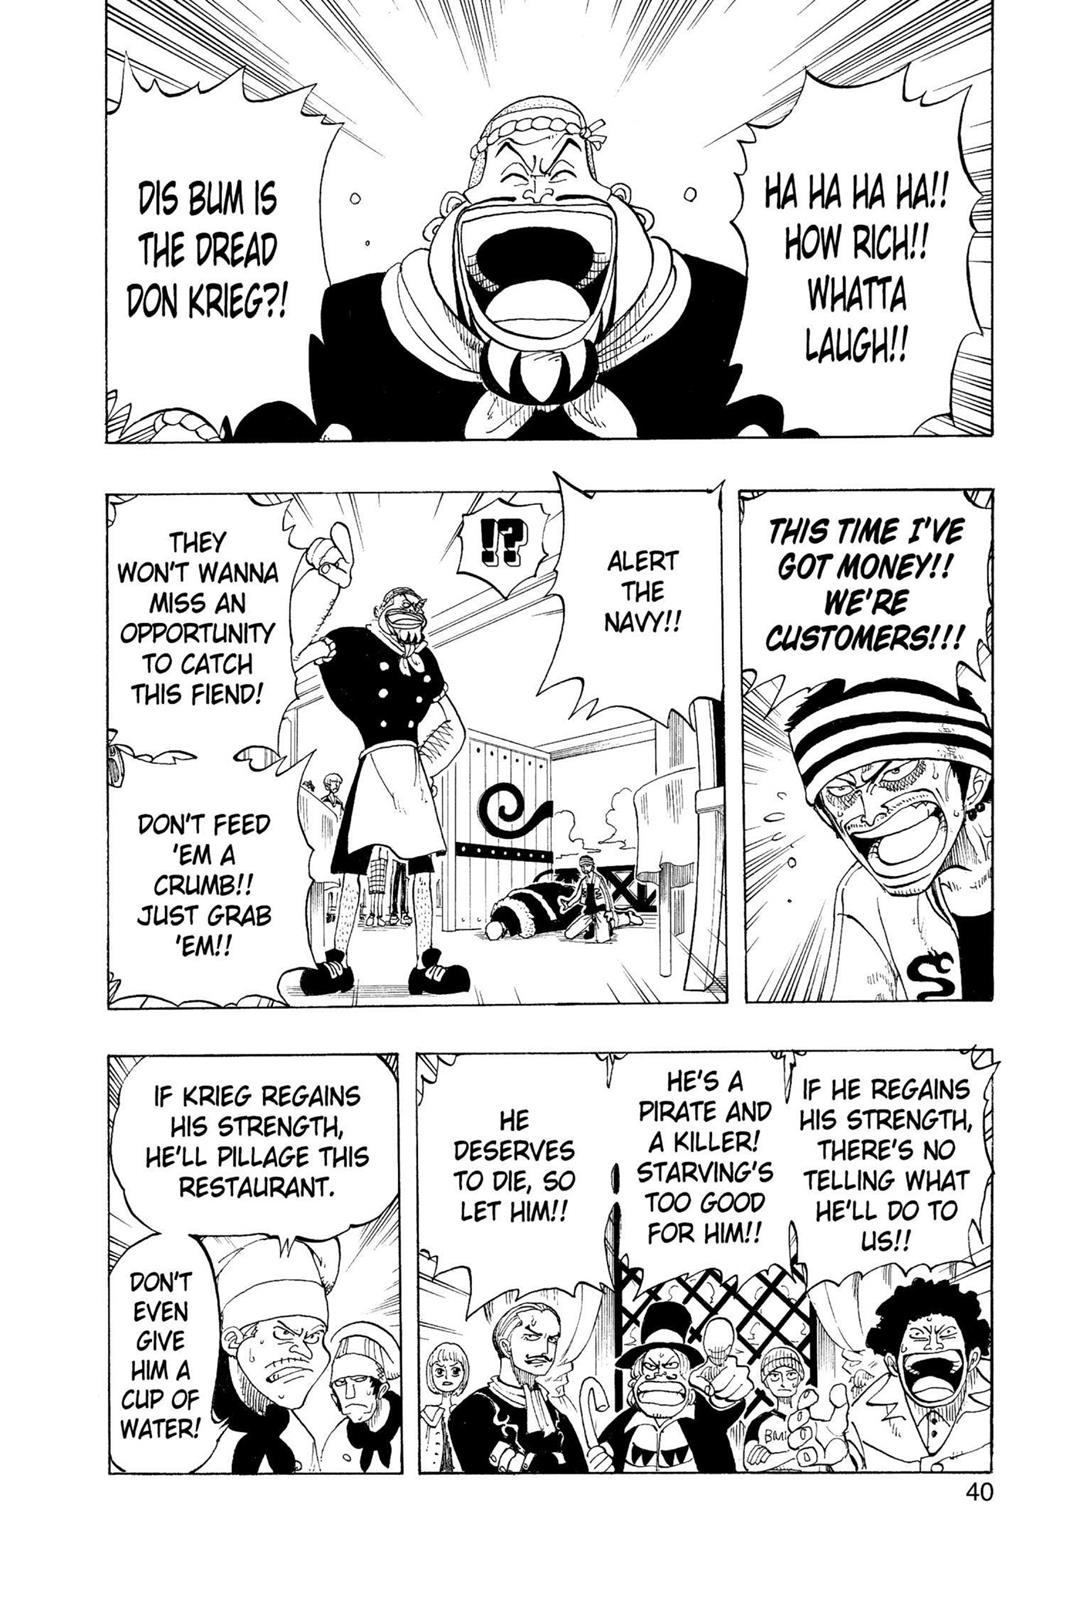 HA HA HA HA!!
HOW RICH!!
WHATTA
LAUGH!!
DIS BUM IS
THE DREAD
DON KRIEG?!
THIS TIME I'VE
GOT MONEY!!
WE'RE
CUSTOMERS!!!
ALERT
THE
NAVY!!
!?
THEY
WON'T WANNA
MISS AN
OPPORTUNITY
TO CATCH
THIS FIEND!
DON'T FEED
'EM A
CRUMB!!
JUST GRAB
'EM!!
IF HE REGAINS
HIS STRENGTH,
THERE'S NO
TELLING WHAT
HE'LL DO TO
US!!
HE'S A
PIRATE AND
A KILLER!
STARVING'S
TOO GOOD
FOR HIM!!
HE
DESERVES
TO DIE, SO
LET HIM!!
BMI
IF KRIEG REGAINS
HIS STRENGTH,
HE'LL PILLAGE THIS
RESTAURANT.
DON'T
EVEN
GIVE
HIM A
CUP OF
WATER!
40